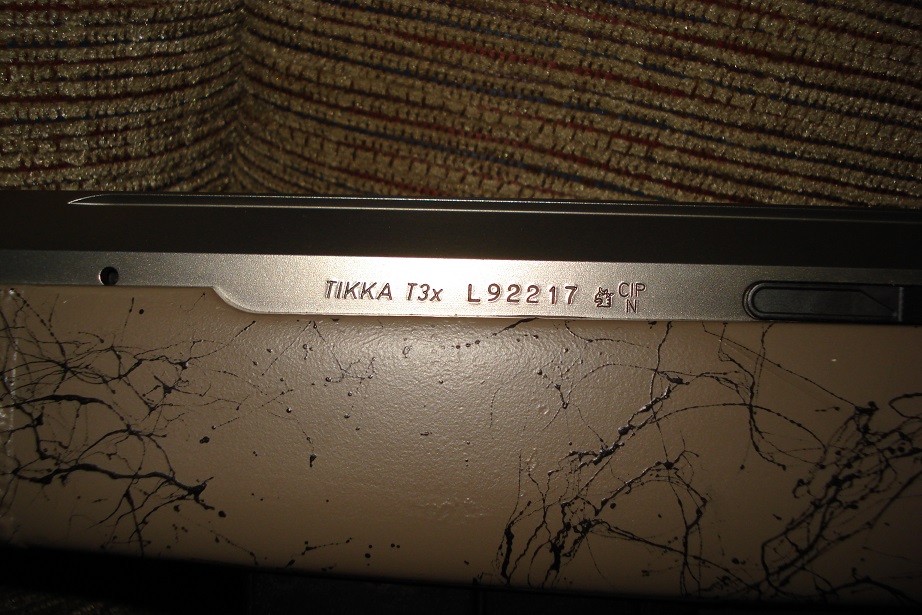 TIKKA T3x L92217 CIP
N